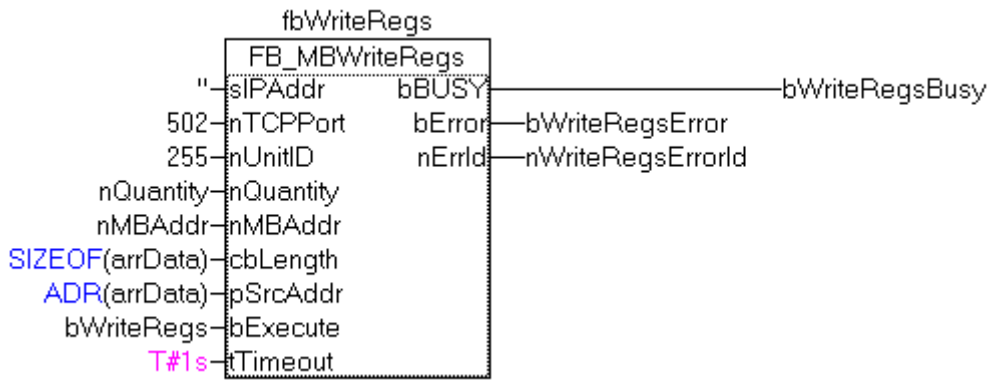 fbWriteRegs
FB_MBWriteRegs
'' sIPAddr bBUSY bWriteRegsBusy
502 nTCPPort bError bWriteRegsError
255 nUnitID nErrId nWriteRegsErrorId
nQuantity nQuantity
nMBAddr nMBAddr
SIZEOF(arrData) cbLength
ADR(arrData) pSrcAddr
bWriteRegs bExecute
T#1s tTimeout